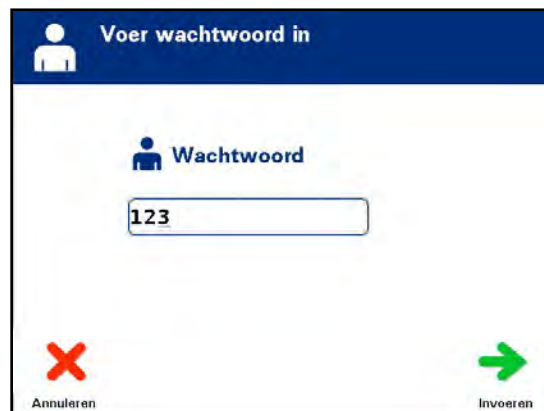 Voer wachtwoord in
Wachtwoord
123
Annuleren
Invoeren